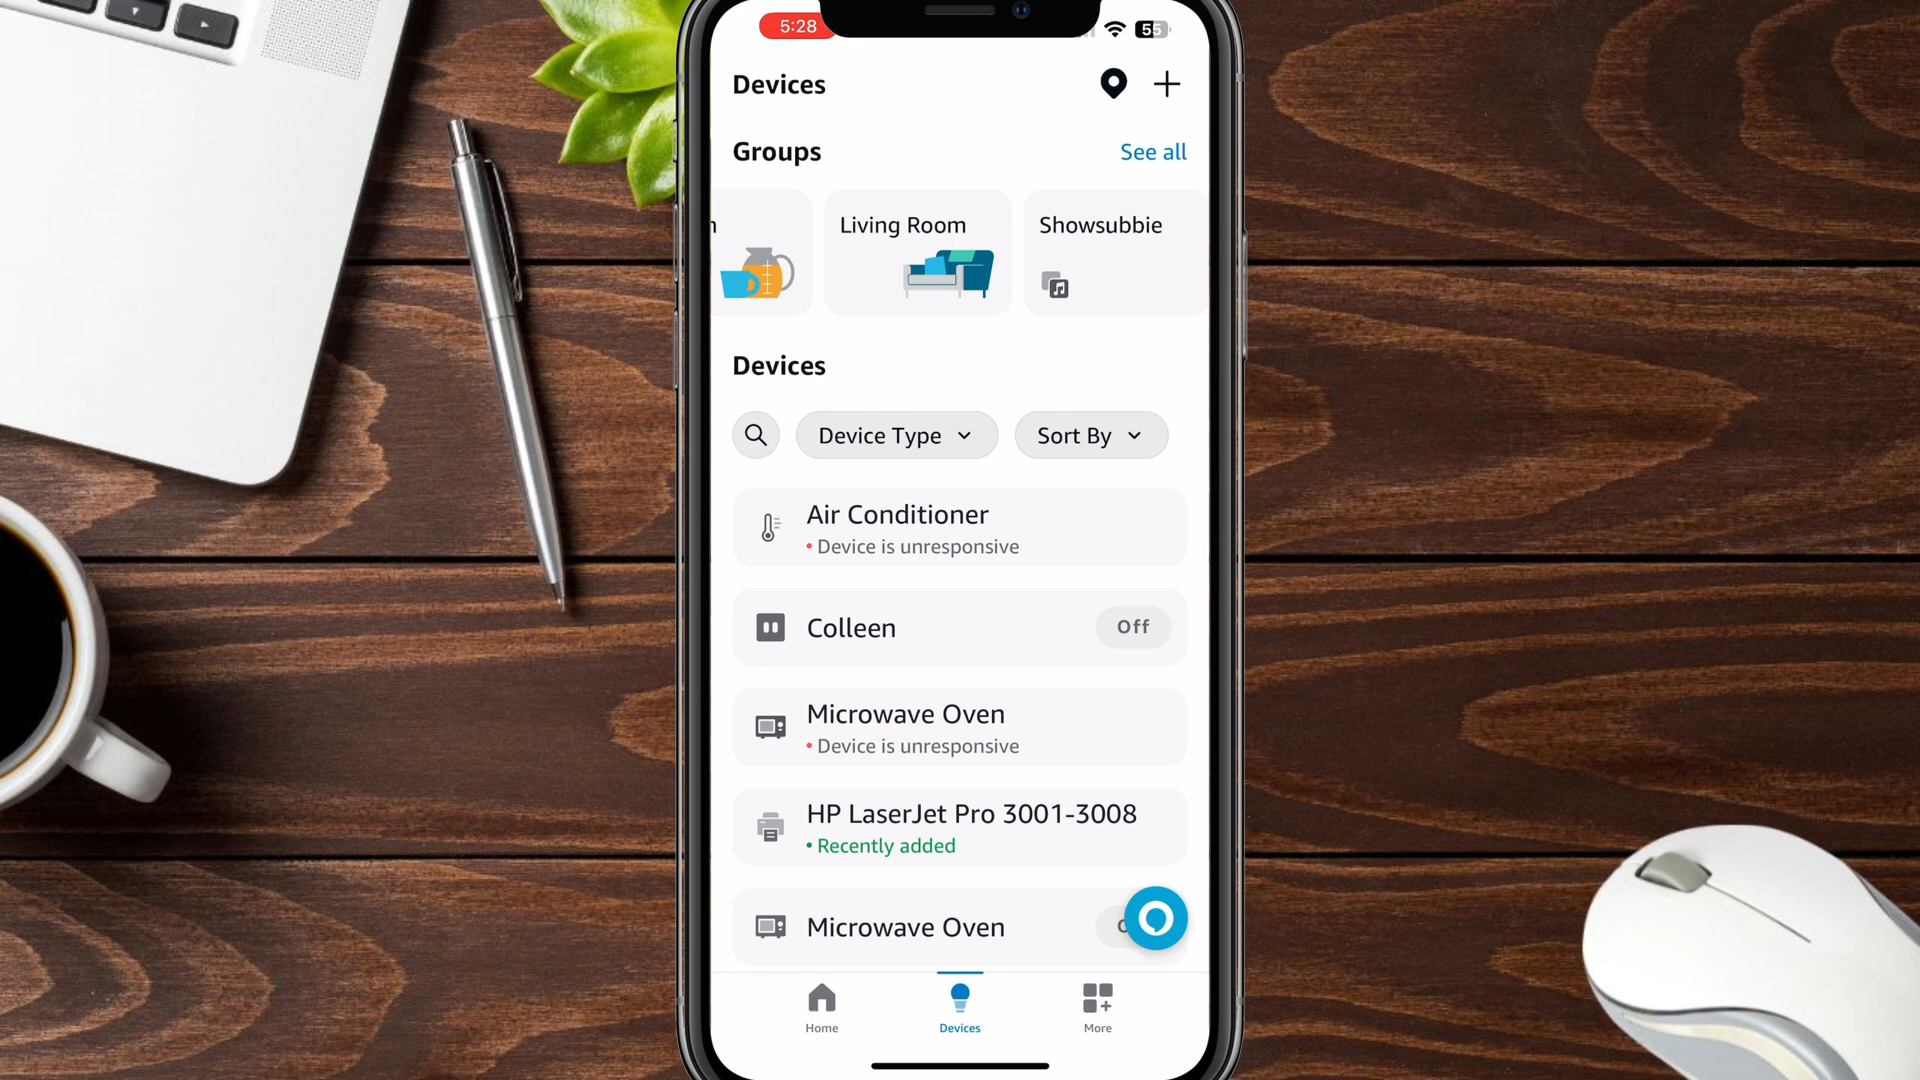 5:28
55
Devices
Groups
See all
Living Room
Showsubbie
Devices
Device Type
Sort By
Air Conditioner
• Device is unresponsive
Colleen
Off
Microwave Oven
• Device is unresponsive
HP LaserJet Pro 3001-3008
• Recently added
Microwave Oven
Home
Devices
More